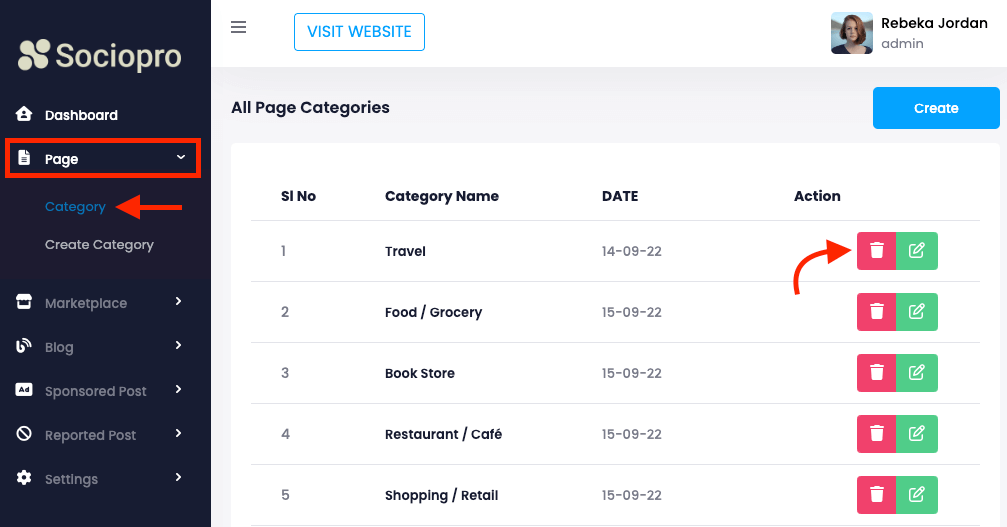 Sociopro
VISIT WEBSITE
Rebeka Jordan
admin
Dashboard
Page
Category
Create Category
Marketplace
Blog
Ad Sponsored Post
Reported Post
Settings
All Page Categories
Create
Sl No Category Name DATE Action
1 Travel 14-09-22
2 Food / Grocery 15-09-22
3 Book Store 15-09-22
4 Restaurant / Café 15-09-22
5 Shopping / Retail 15-09-22